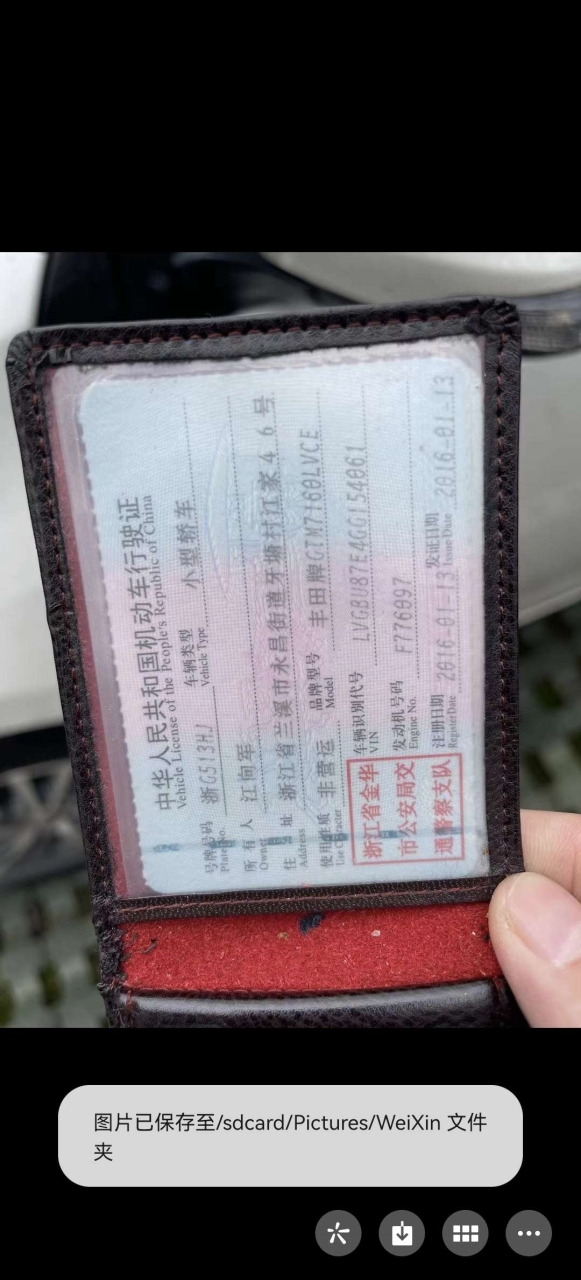 中华人民共和国机动车行驶证
Vehicle License of the People's Republic of China
号牌号码 浙G513HJ 车辆类型 小型轿车
Plate No. Vehicle Type
所有人 江甸军
Owner
住址 浙江省兰溪市永昌街道牙塘村江家46号
Address
使用性质 非营运 品牌型号 丰田牌GTM7160LVCE
Use Character Model
浙江省金华
市公安局交
通警察支队
车辆识别代号 LVGBU87E4GG154061
VIN
发动机号码 F776097
Engine No.
注册日期 2016-01-13 发证日期 2016-01-13
Register Date Issue Date
图片已保存至/sdcard/Pictures/WeiXin 文件
夹